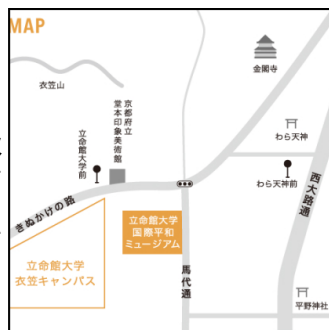 MAP
金閣寺
衣笠山
京都府立
堂本印象美術館
立命館大学前
わら天神
わら天神前
西大路通
きぬかけの路
立命館大学
国際平和
ミュージアム
立命館大学
衣笠キャンパス
馬代通
平野神社